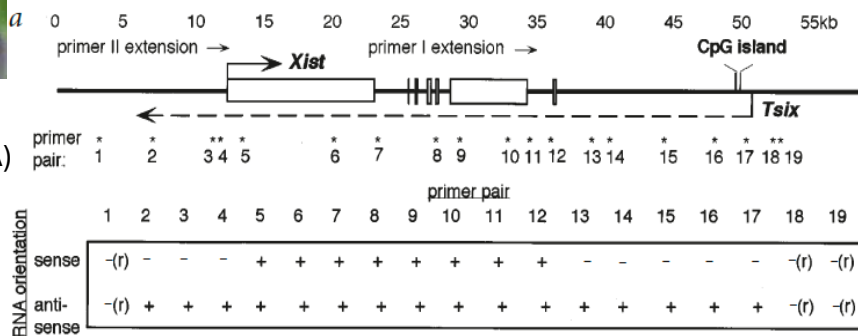 a
0 5 10 15 20 25 30 35 40 45 50 55kb
primer II extension → primer I extension → CpG island
Xist
Tsix
primer * * ** * * * * * * * * * * * * * **
pair: 1 2 3 4 5 6 7 8 9 10 11 12 13 14 15 16 17 18 19
A)
primer pair
1 2 3 4 5 6 7 8 9 10 11 12 13 14 15 16 17 18 19
RNA orientation
sense -(r) - - - + + + + + + + + - - - - - -(r) -(r)
anti- -(r) + + + + + + + + + + + + + + + + -(r) -(r)
sense